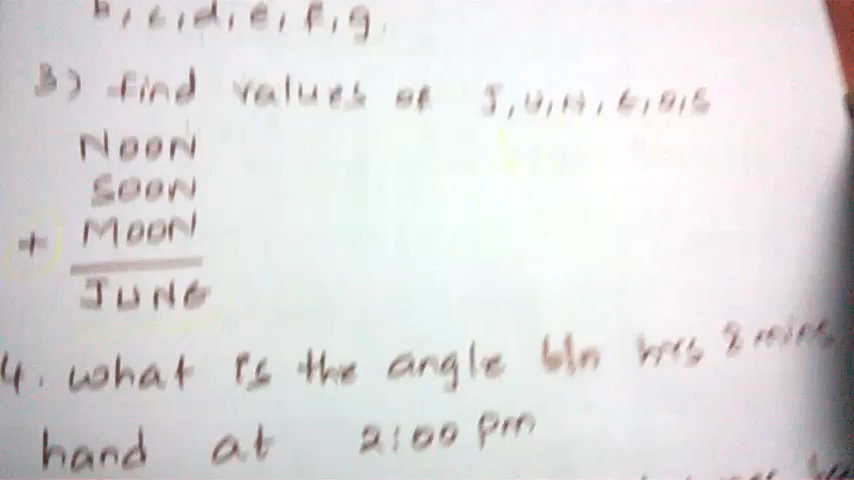 b, c, d, e, f, g.
3) find values of J, U, N, E, O, S
NOON
SOON
+ MOON
JUNE
4. what is the angle b/n hrs & mins
hand at 2:00 pm